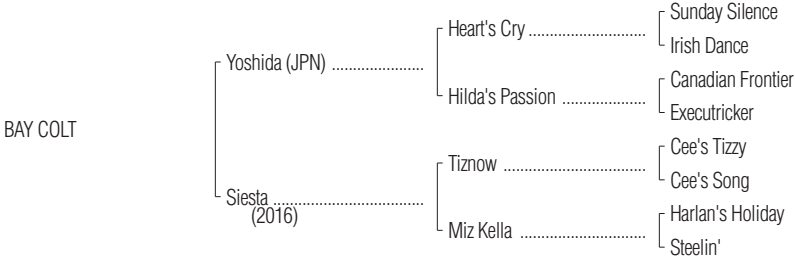 Sunday Silence
Heart's Cry ............................
Irish Dance
Yoshida (JPN) ......................
Canadian Frontier
Hilda's Passion ....................
Executricker
BAY COLT
Cee's Tizzy
Tiznow ..................................
Cee's Song
Siesta ....................................
(2016)
Harlan's Holiday
Miz Kella ..............................
Steelin'